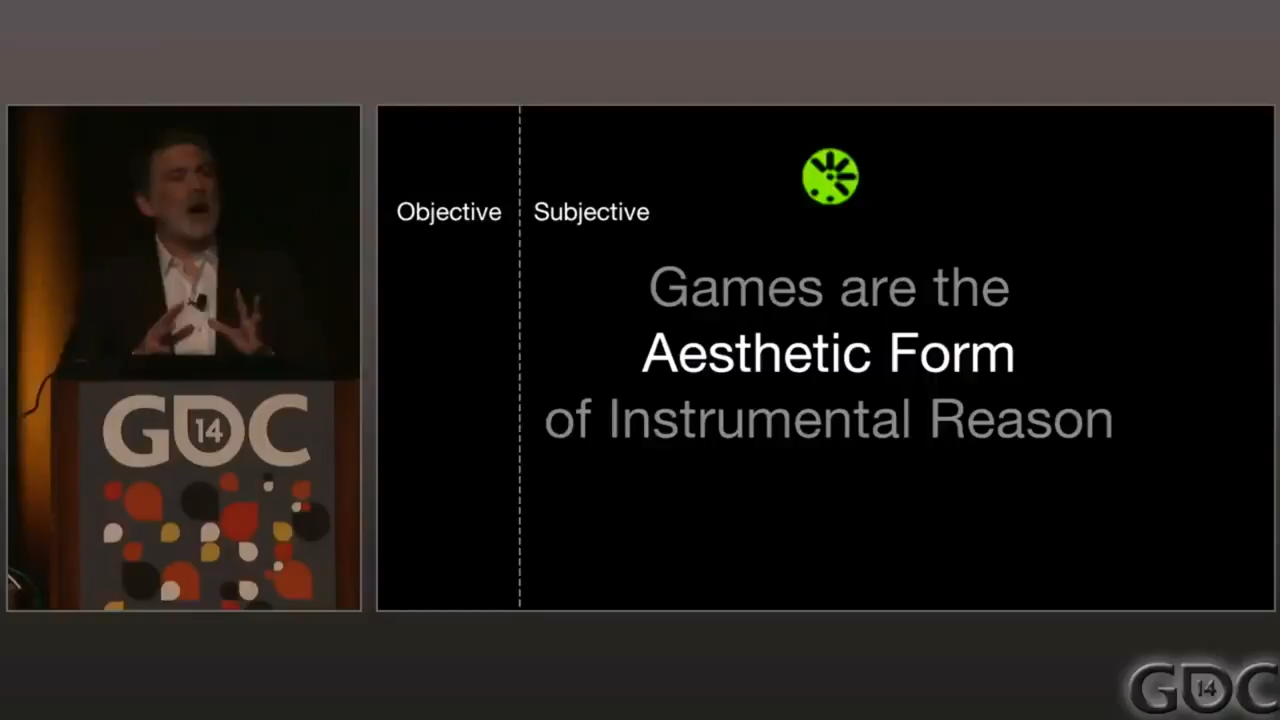 GDC
14
Objective
Subjective
Games are the
Aesthetic Form
of Instrumental Reason
GDC
14